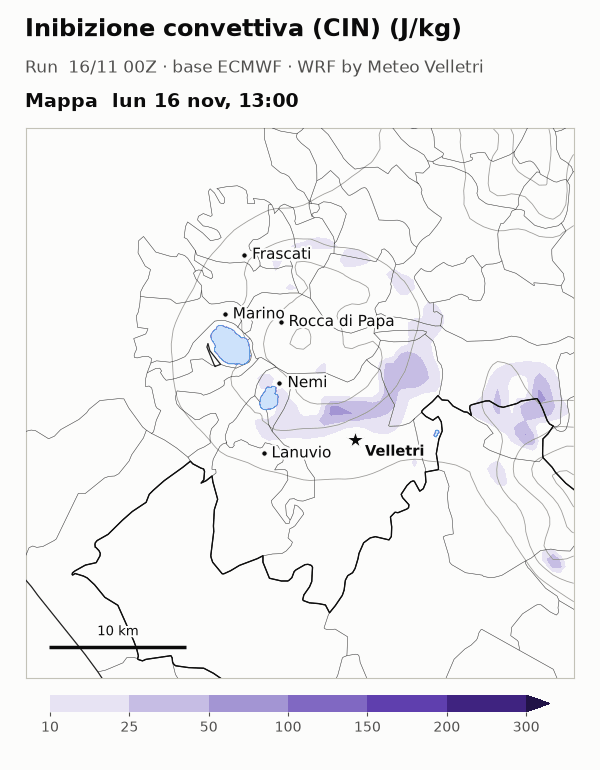 Inibizione convettiva (CIN) (J/kg)
Run  16/11 00Z · base ECMWF · WRF by Meteo Velletri
Mappa  lun 16 nov, 13:00
Frascati
Marino
Rocca di Papa
Nemi
Velletri
Lanuvio
10 km
10 25 50 100 150 200 300